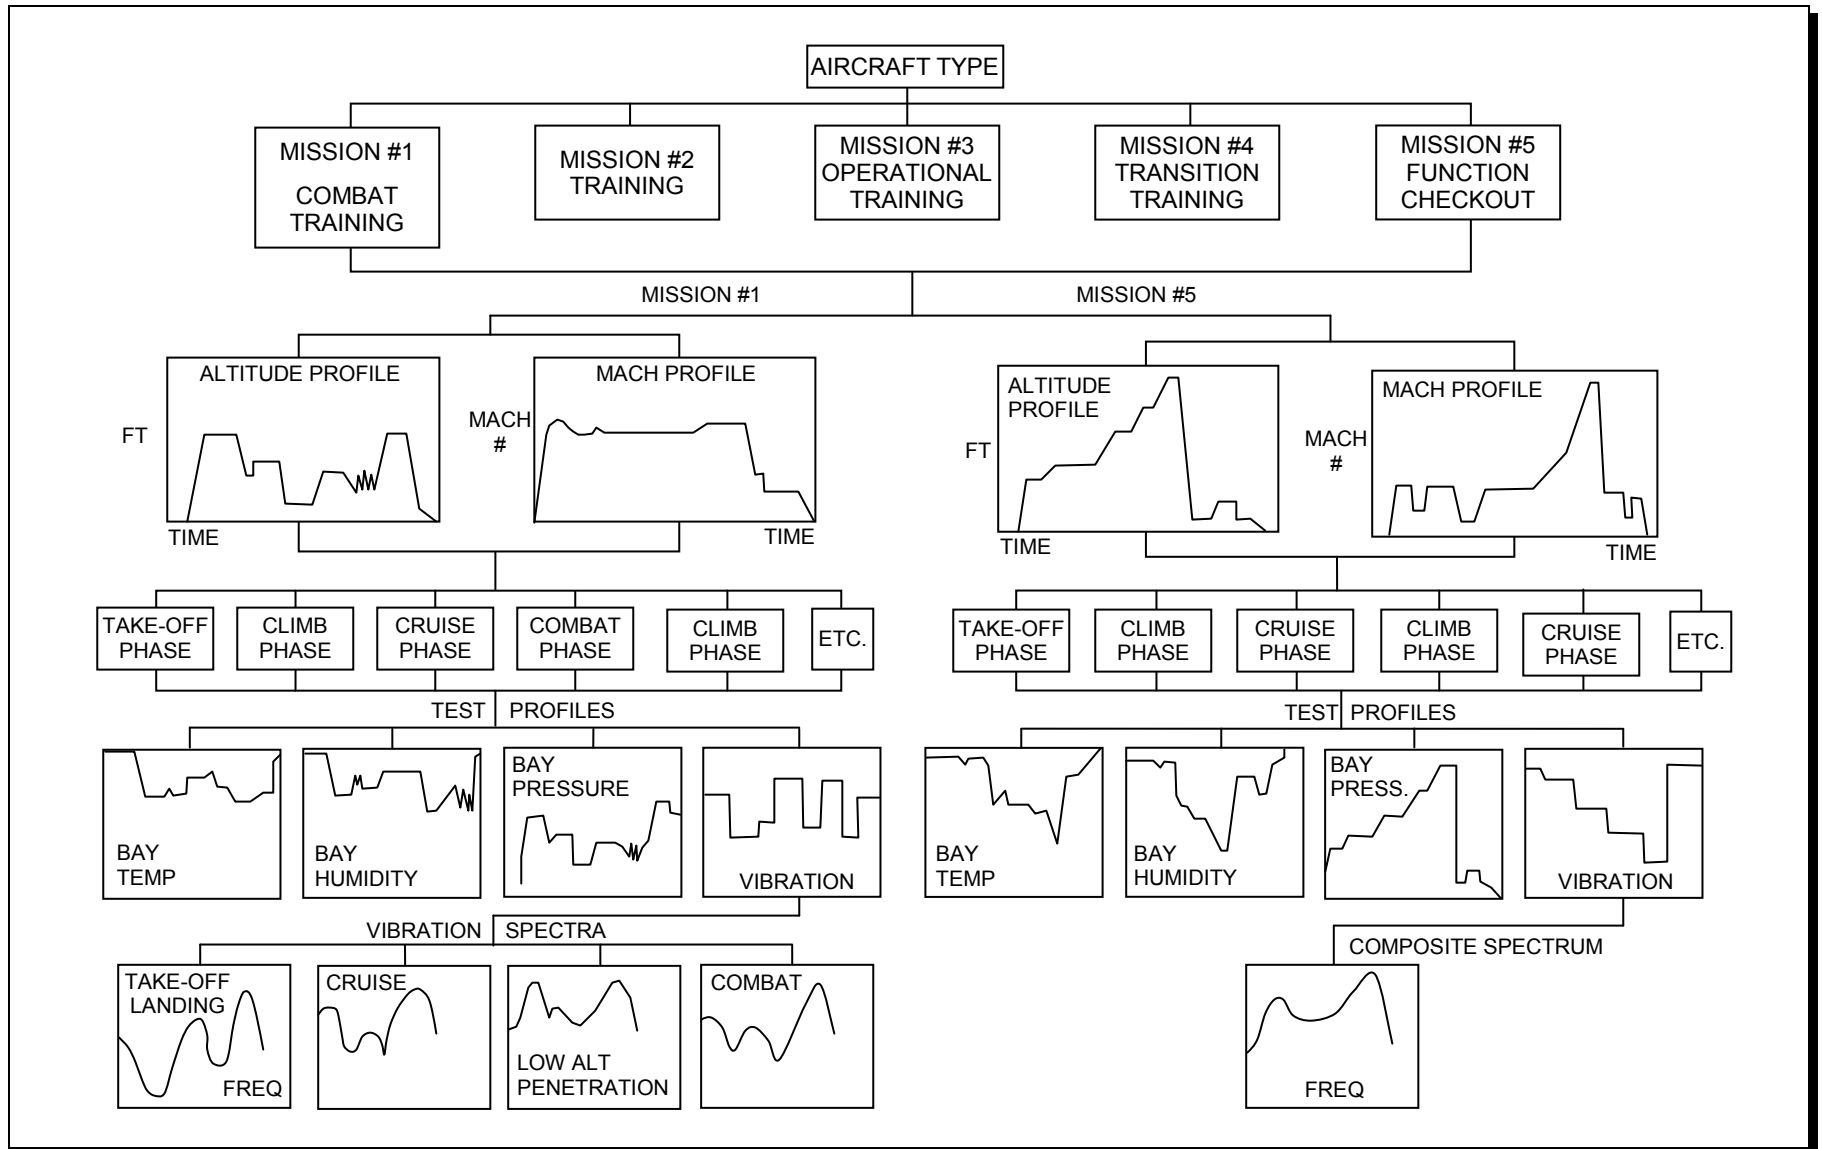 AIRCRAFT TYPE
MISSION #1
COMBAT
TRAINING
MISSION #2
TRAINING
MISSION #3
OPERATIONAL
TRAINING
MISSION #4
TRANSITION
TRAINING
MISSION #5
FUNCTION
CHECKOUT
MISSION #1
MISSION #5
ALTITUDE PROFILE
FT
TIME
MACH PROFILE
MACH
#
TIME
ALTITUDE
PROFILE
FT
TIME
MACH PROFILE
MACH
#
TIME
TAKE-OFF
PHASE
CLIMB
PHASE
CRUISE
PHASE
COMBAT
PHASE
CLIMB
PHASE
ETC.
TAKE-OFF
PHASE
CLIMB
PHASE
CRUISE
PHASE
CLIMB
PHASE
CRUISE
PHASE
ETC.
TEST PROFILES
TEST PROFILES
BAY
TEMP
BAY
HUMIDITY
BAY
PRESSURE
VIBRATION
BAY
TEMP
BAY
HUMIDITY
BAY
PRESS.
VIBRATION
VIBRATION SPECTRA
COMPOSITE SPECTRUM
TAKE-OFF
LANDING
FREQ
CRUISE
LOW ALT
PENETRATION
COMBAT
FREQ